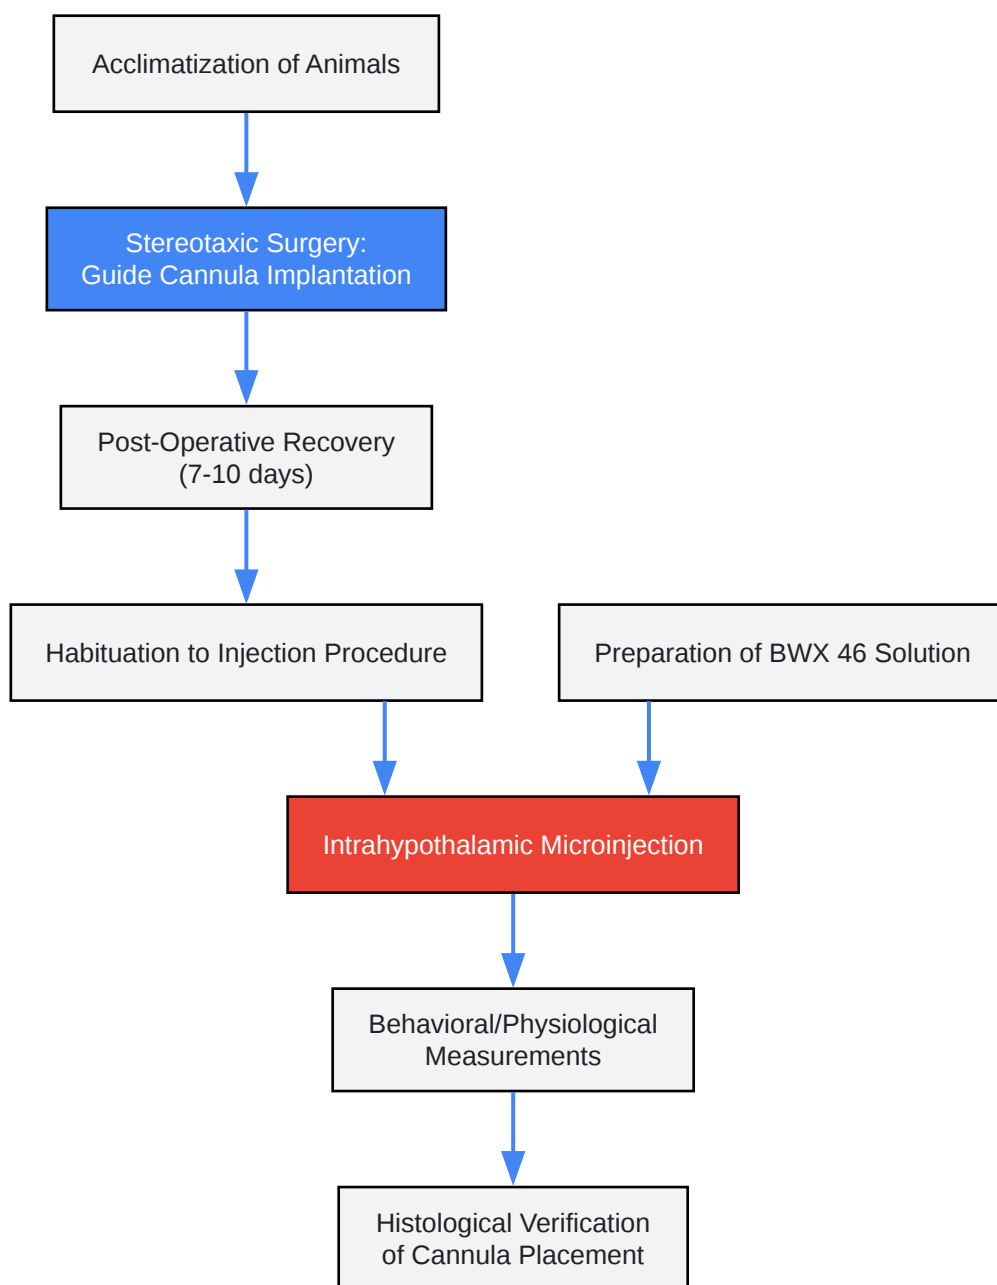 Acclimatization of Animals
Stereotaxic Surgery:
Guide Cannula Implantation
Post-Operative Recovery
(7-10 days)
Habituation to Injection Procedure
Preparation of BWX 46 Solution
Intrahypothalamic Microinjection
Behavioral/Physiological
Measurements
Histological Verification
of Cannula Placement